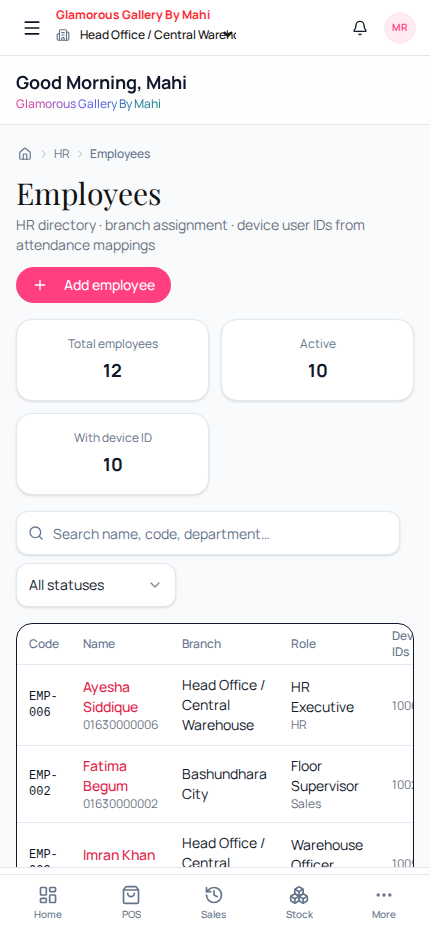 Glamorous Gallery By Mahi
Head Office / Central
MR
Good Morning, Mahi
Glamorous Gallery By Mahi
HR
Employees
Employees
HR directory · branch assignment · device user IDs from
attendance mappings
+ Add employee
Total employees
12
Active
10
With device ID
10
Search name, code, department...
All statuses
Code Name Branch Role
IDs
EMP-
006
Ayesha
Siddique
01630000006
Head Office /
Central
Warehouse
HR
Executive
HR
EMP-
002
Fatima
Begum
01630000002
Bashundhara
City
Floor
Supervisor
Sales
EMP-
Imran Khan
Head Office /
Central
Warehouse
Officer
Home POS Sales Stock More